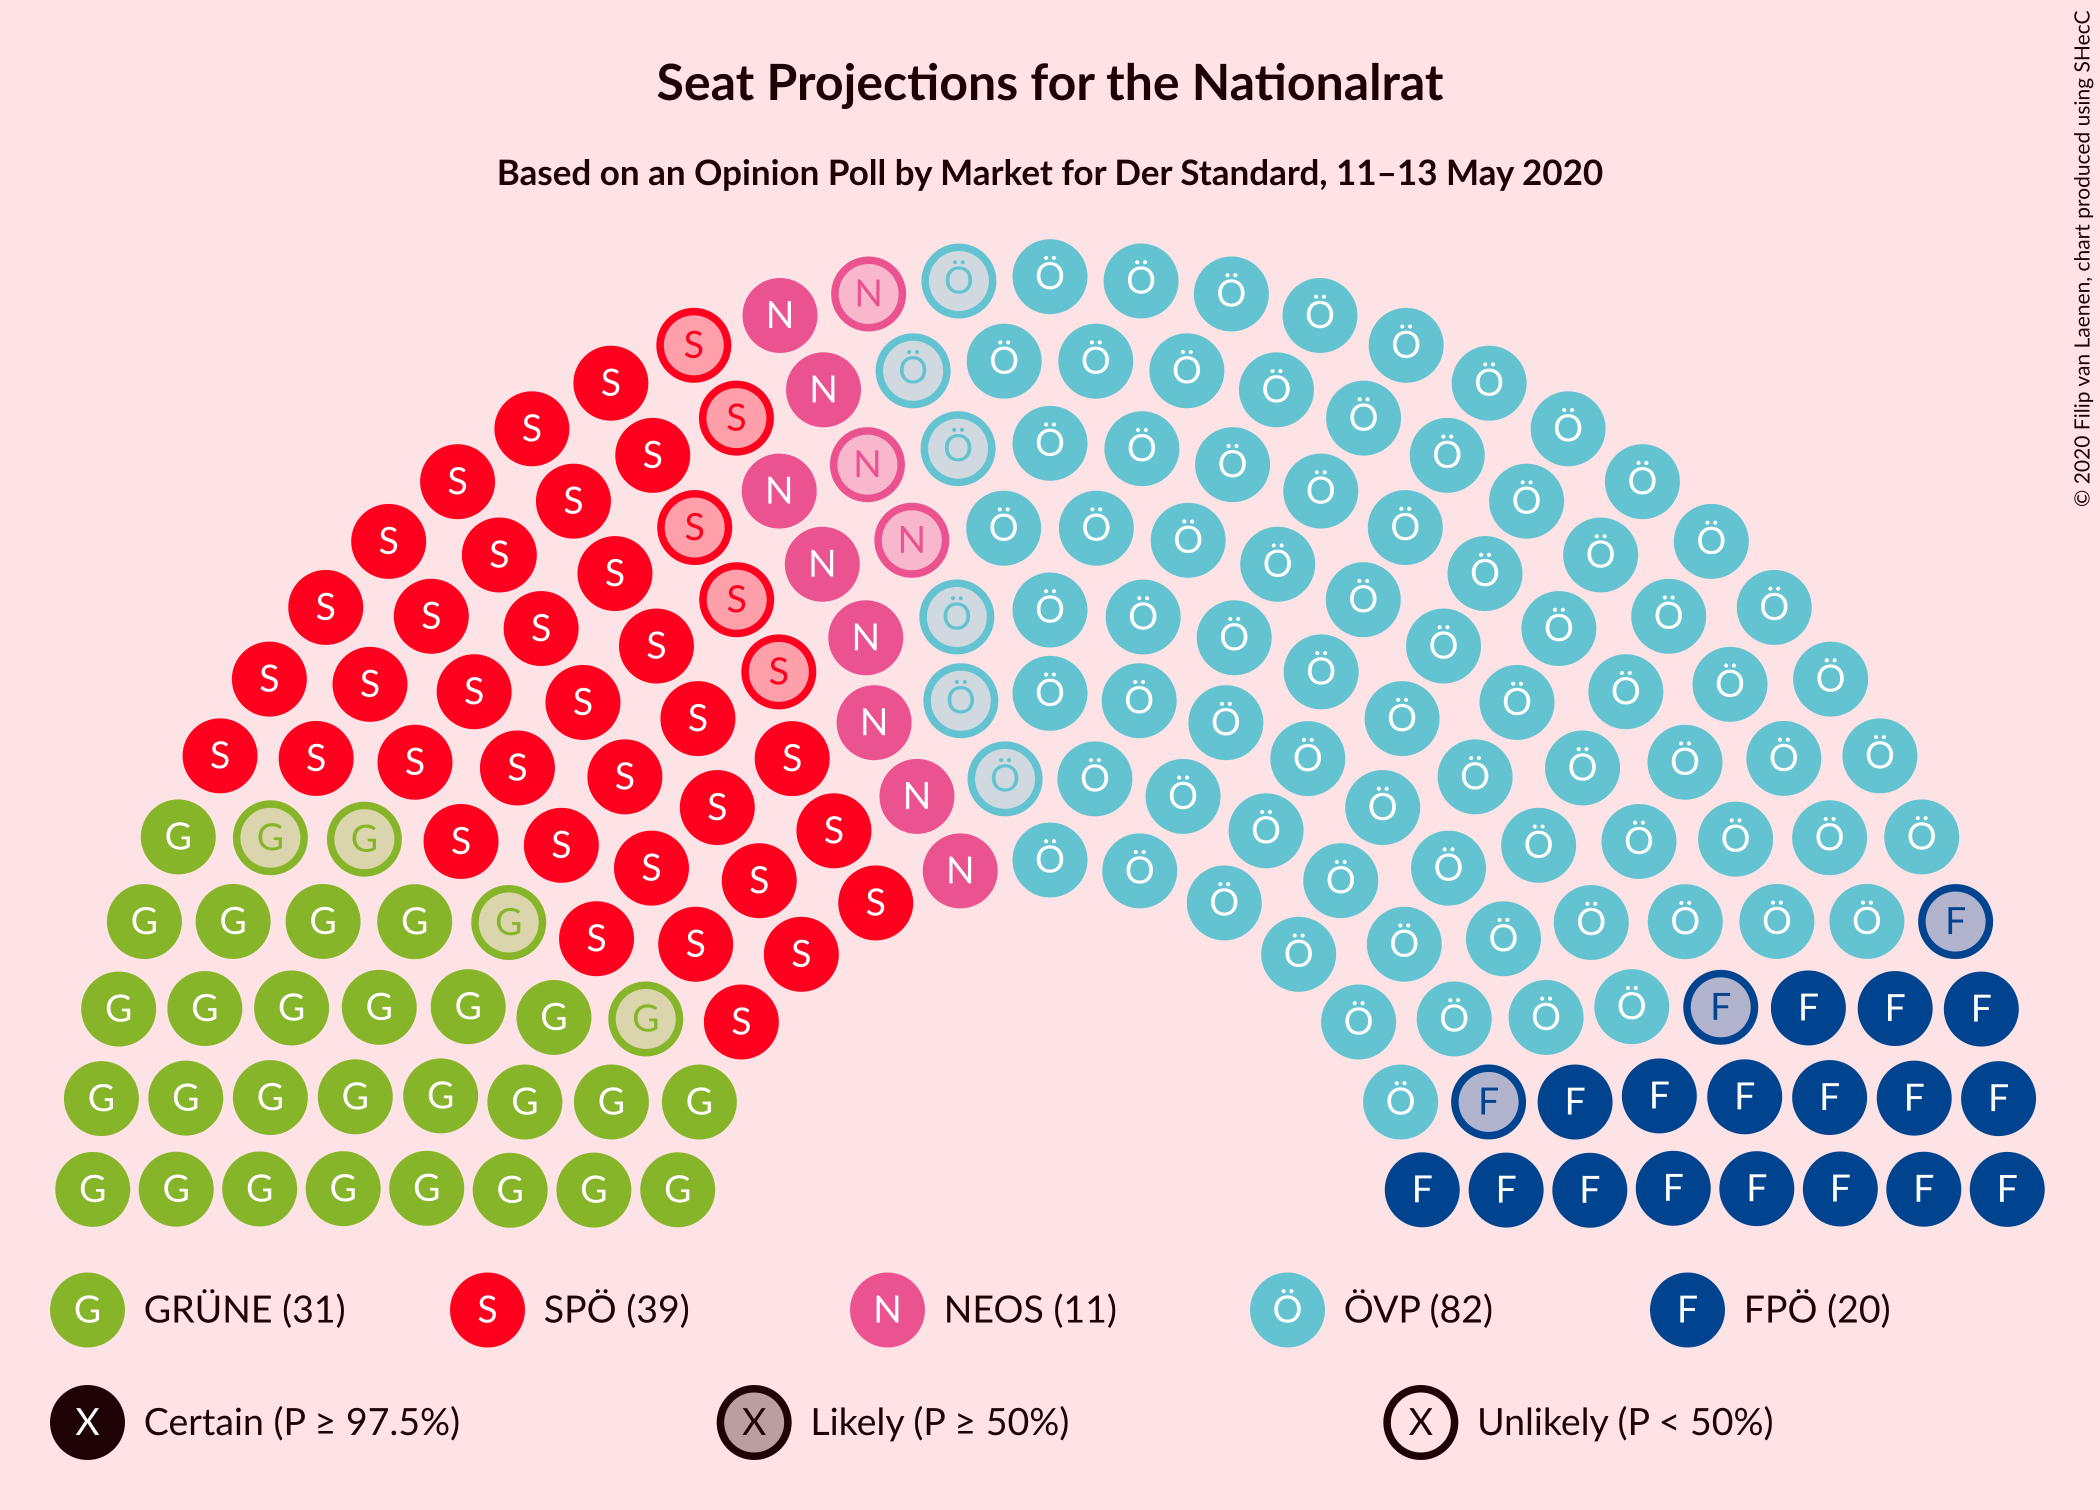 Seat Projections for the Nationalrat
Based on an Opinion Poll by Market for Der Standard, 11–13 May 2020
© 2020 Filip van Laenen, chart produced using SHecC
Ö Ö Ö Ö Ö Ö Ö
N N Ö
S S S S S S S S S
G G G G G G G G
F F F F F F F F
G GRÜNE (31) S SPÖ (39) N NEOS (11) Ö ÖVP (82) F FPÖ (20)
X Certain (P ≥ 97.5%) X Likely (P ≥ 50%) X Unlikely (P < 50%)